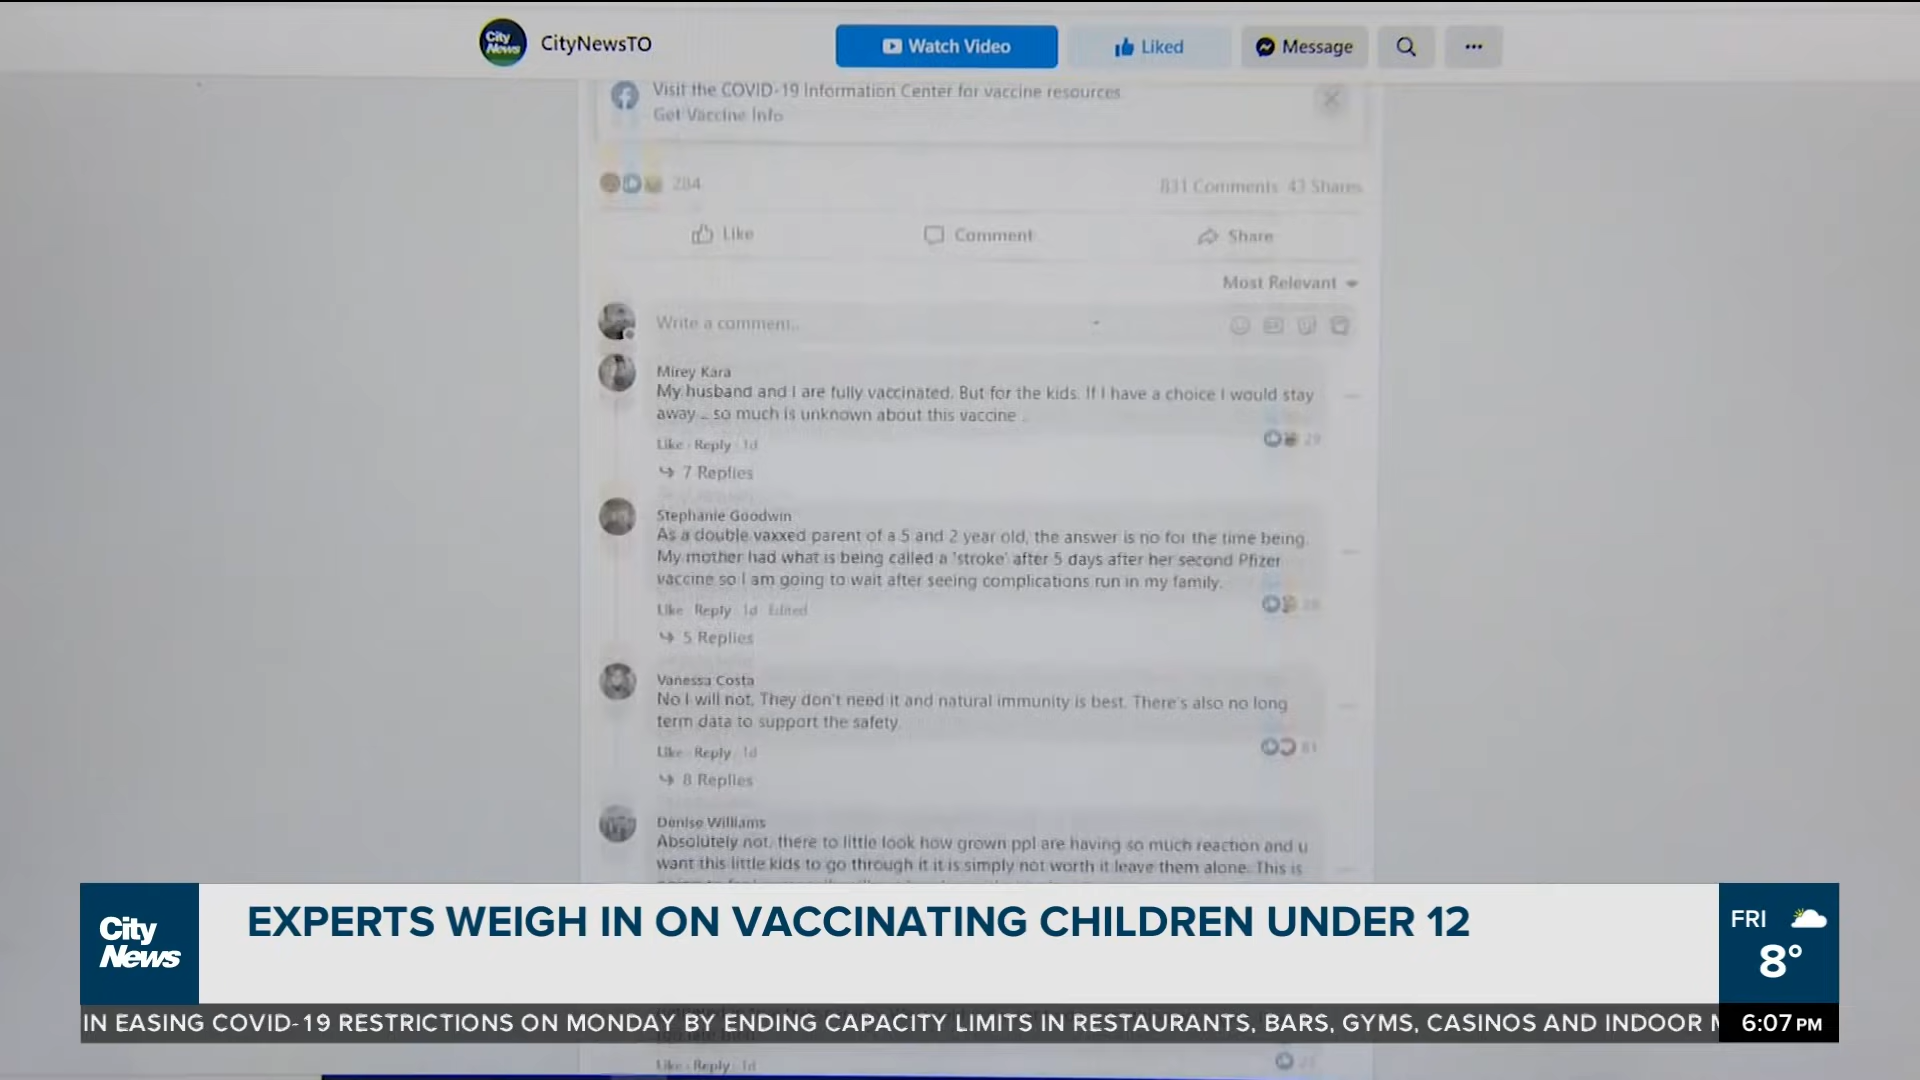 City News
CityNewsTO
Watch Video
Liked
Message
Visit the COVID-19 Information Center for vaccine resources
Get Vaccine Info
284
831 Comments 43 Shares
Like
Comment
Share
Most Relevant
Write a comment...
Mirey Kara
My husband and I are fully vaccinated. But for the kids. If I have a choice I would stay
away .. so much is unknown about this vaccine ..
Like · Reply · 1d
29
7 Replies
Stephanie Goodwin
As a double vaxxed parent of a 5 and 2 year old, the answer is no for the time being.
My mother had what is being called a 'stroke' after 5 days after her second Pfizer
vaccine so I am going to wait after seeing complications run in my family.
Like · Reply · 1d · Edited
5 Replies
Vanessa Costa
No I will not. They don't need it and natural immunity is best. There's also no long
term data to support the safety.
Like · Reply · 1d
81
8 Replies
Denise Williams
Absolutely not, there to little look how grown ppl are having so much reaction and u
want this little kids to go through it it is simply not worth it leave them alone. This is
City
News
EXPERTS WEIGH IN ON VACCINATING CHILDREN UNDER 12
FRI
8°
IN EASING COVID-19 RESTRICTIONS ON MONDAY BY ENDING CAPACITY LIMITS IN RESTAURANTS, BARS, GYMS, CASINOS AND INDOOR
6:07 PM
Like · Reply · 1d